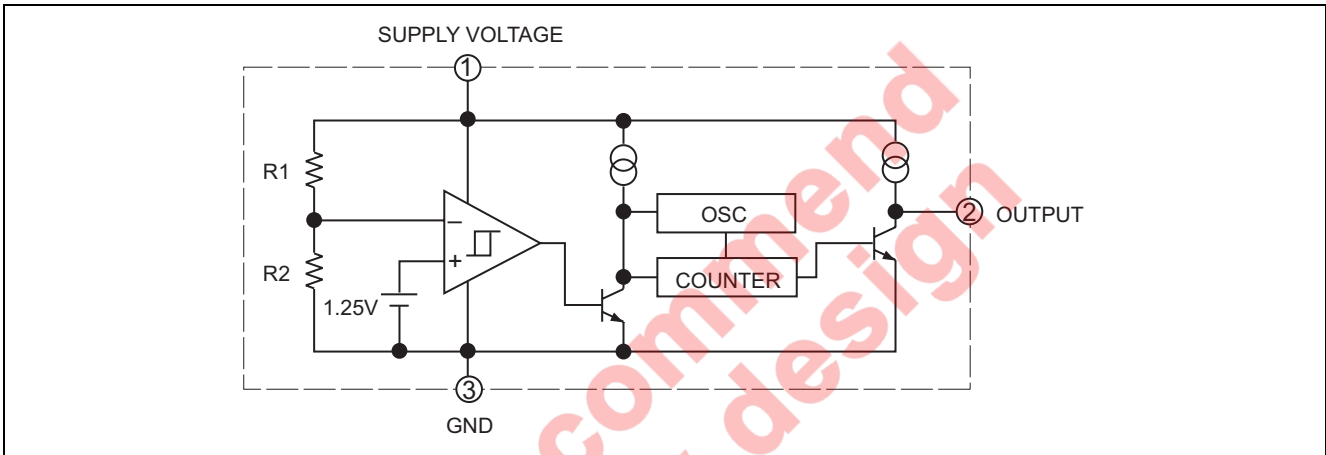 SUPPLY VOLTAGE
1
R1
−
OSC
2 OUTPUT
+
R2
COUNTER
1.25V
3
GND
commend
design